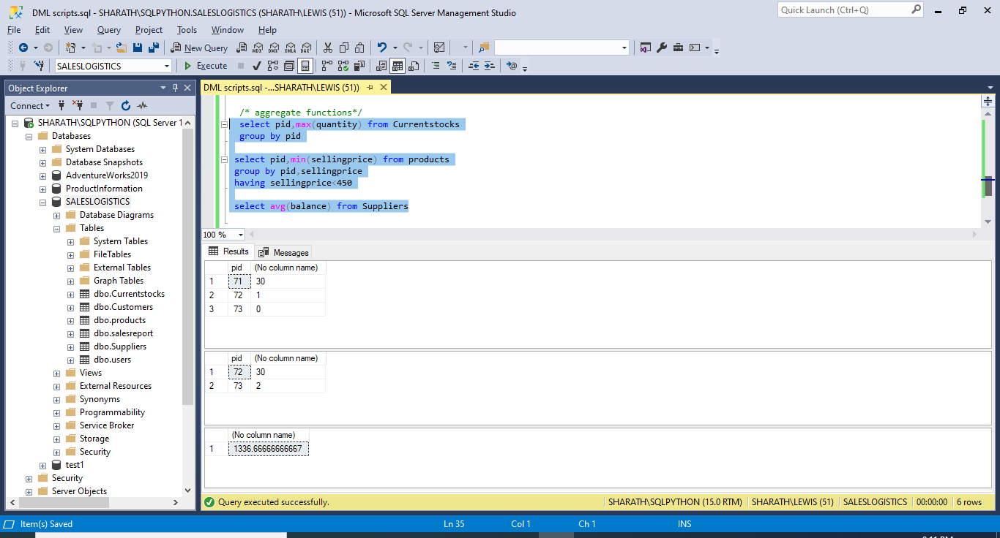 DML scripts.sql - SHARATH\SQLPYTHON.SALESLOGISTICS (SHARATH\LEWIS (51)) - Microsoft SQL Server Management Studio
Quick Launch (Ctrl+Q)
File Edit View Query Project Tools Window Help
New Query MDX DMX XMLA DAX
SALESLOGISTICS Execute
Object Explorer
Connect
SHARATH\SQLPYTHON (SQL Server 1
Databases
System Databases
Database Snapshots
AdventureWorks2019
ProductInformation
SALESLOGISTICS
Database Diagrams
Tables
System Tables
FileTables
External Tables
Graph Tables
dbo.Currentstocks
dbo.Customers
dbo.products
dbo.salesreport
dbo.Suppliers
dbo.users
Views
External Resources
Synonyms
Programmability
Service Broker
Storage
Security
test1
Security
Server Objects
DML scripts.sql -...SHARATH\LEWIS (51))
/* aggregate functions*/
select pid,max(quantity) from Currentstocks
group by pid
select pid,min(sellingprice) from products
group by pid,sellingprice
having sellingprice<450
select avg(balance) from Suppliers
100 %
Results Messages
pid (No column name)
1 71 30
2 72 1
3 73 0
pid (No column name)
1 72 30
2 73 2
(No column name)
1 1336.66666666667
Query executed successfully. SHARATH\SQLPYTHON (15.0 RTM) SHARATH\LEWIS (51) SALESLOGISTICS 00:00:00 6 rows
Item(s) Saved Ln 35 Col 1 Ch 1 INS